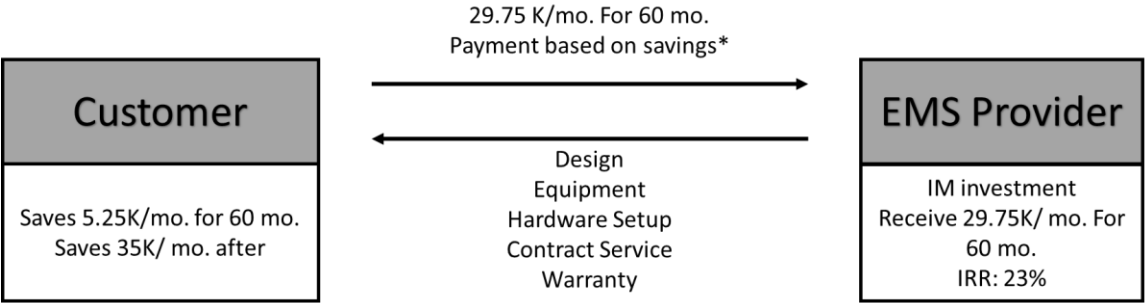 29.75 K/mo. For 60 mo.
Payment based on savings*
Customer
EMS Provider
Saves 5.25K/mo. for 60 mo.
Saves 35K/ mo. after
Design
Equipment
Hardware Setup
Contract Service
Warranty
IM investment
Receive 29.75K/ mo. For
60 mo.
IRR: 23%